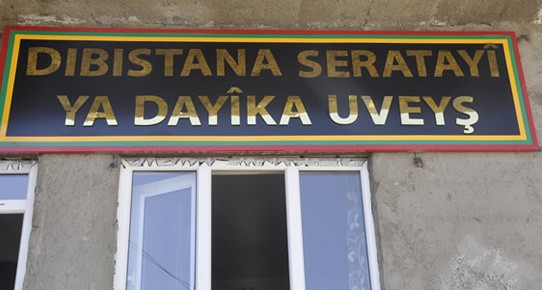 DIBISTANA SERATAYÎ
YA DAYÎKA UVEYŞ